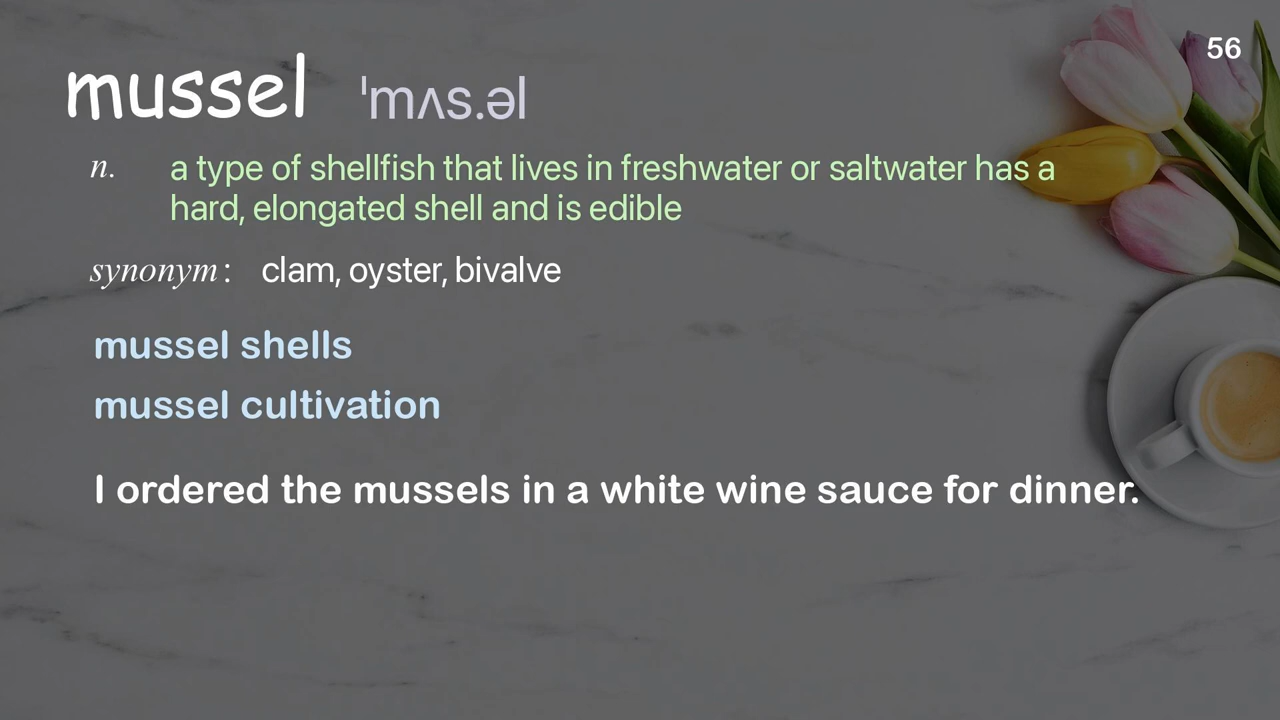 56
mussel ˈmʌs.əl
n. a type of shellfish that lives in freshwater or saltwater has a
hard, elongated shell and is edible
synonym: clam, oyster, bivalve
mussel shells
mussel cultivation
I ordered the mussels in a white wine sauce for dinner.